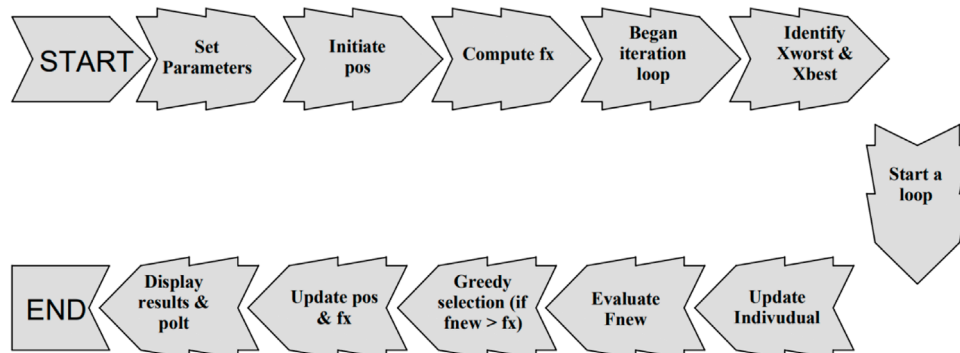 START
Set
Parameters
Initiate
pos
Compute fx
Began
iteration
loop
Identify
Xworst &
Xbest
Start a
loop
Update
Indivudual
Evaluate
Fnew
Greedy
selection (if
fnew > fx)
Update pos
& fx
Display
results &
polt
END